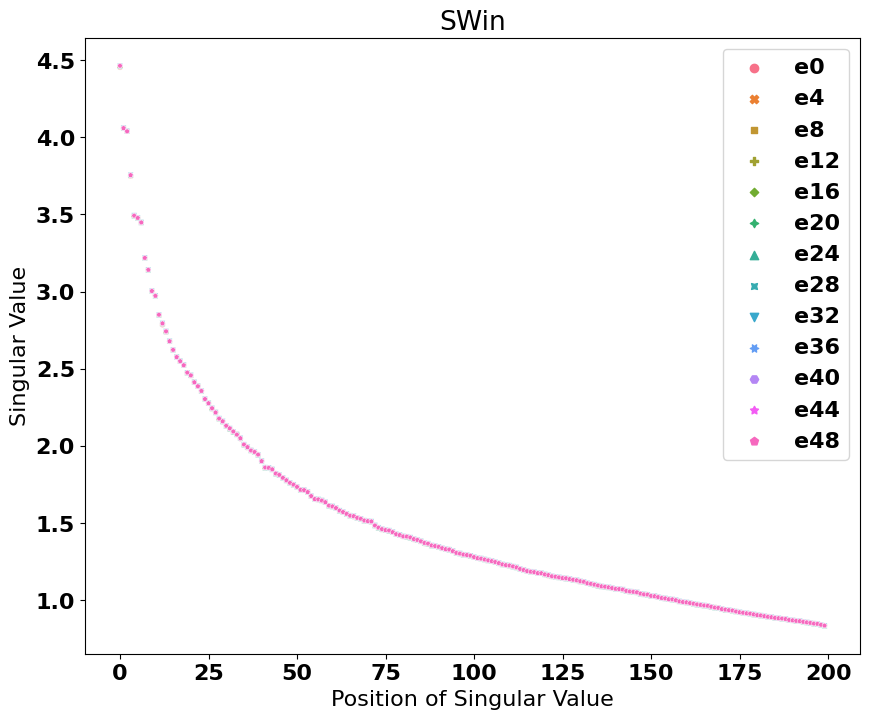 SWin
4.5
4.0
3.5
3.0
2.5
2.0
1.5
1.0
Singular Value
0 25 50 75 100 125 150 175 200
Position of Singular Value
e0
e4
e8
e12
e16
e20
e24
e28
e32
e36
e40
e44
e48